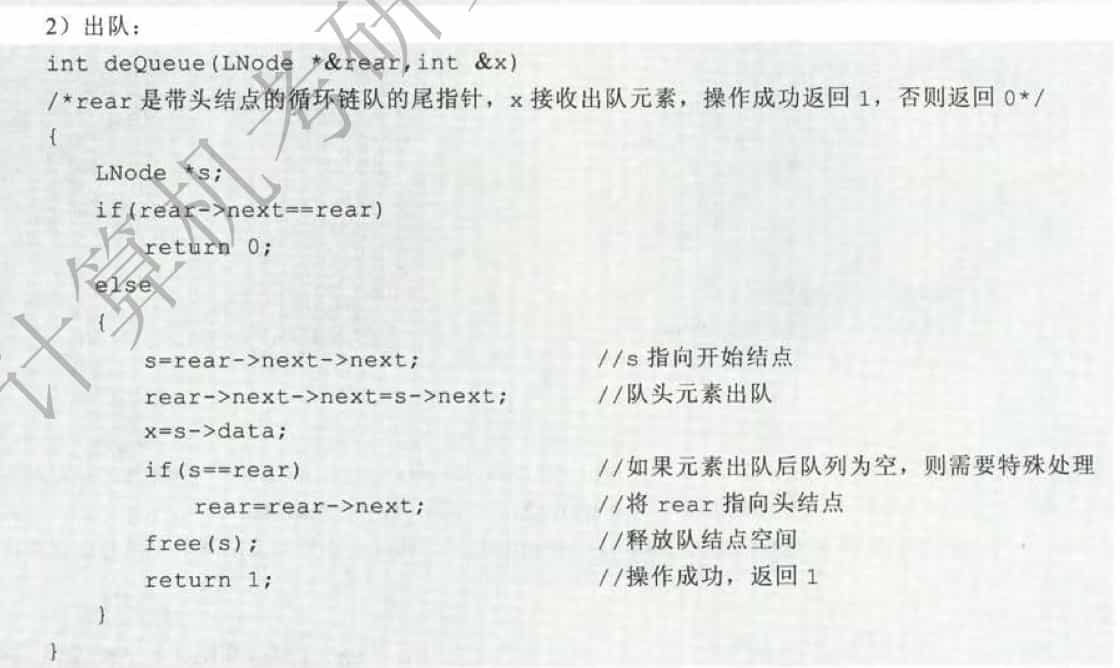 2）出队：
int deQueue(LNode *&rear,int &x)
/*rear 是带头结点的循环链队的尾指针，x 接收出队元素，操作成功返回 1，否则返回 0*/
{
LNode *s;
if(rear->next==rear)
return 0;
else
{
s=rear->next->next; //s 指向开始结点
rear->next->next=s->next; //队头元素出队
x=s->data;
if(s==rear) //如果元素出队后队列为空，则需要特殊处理
rear=rear->next; //将 rear 指向头结点
free(s); //释放队结点空间
return 1; //操作成功，返回 1
}
}
计算机考研